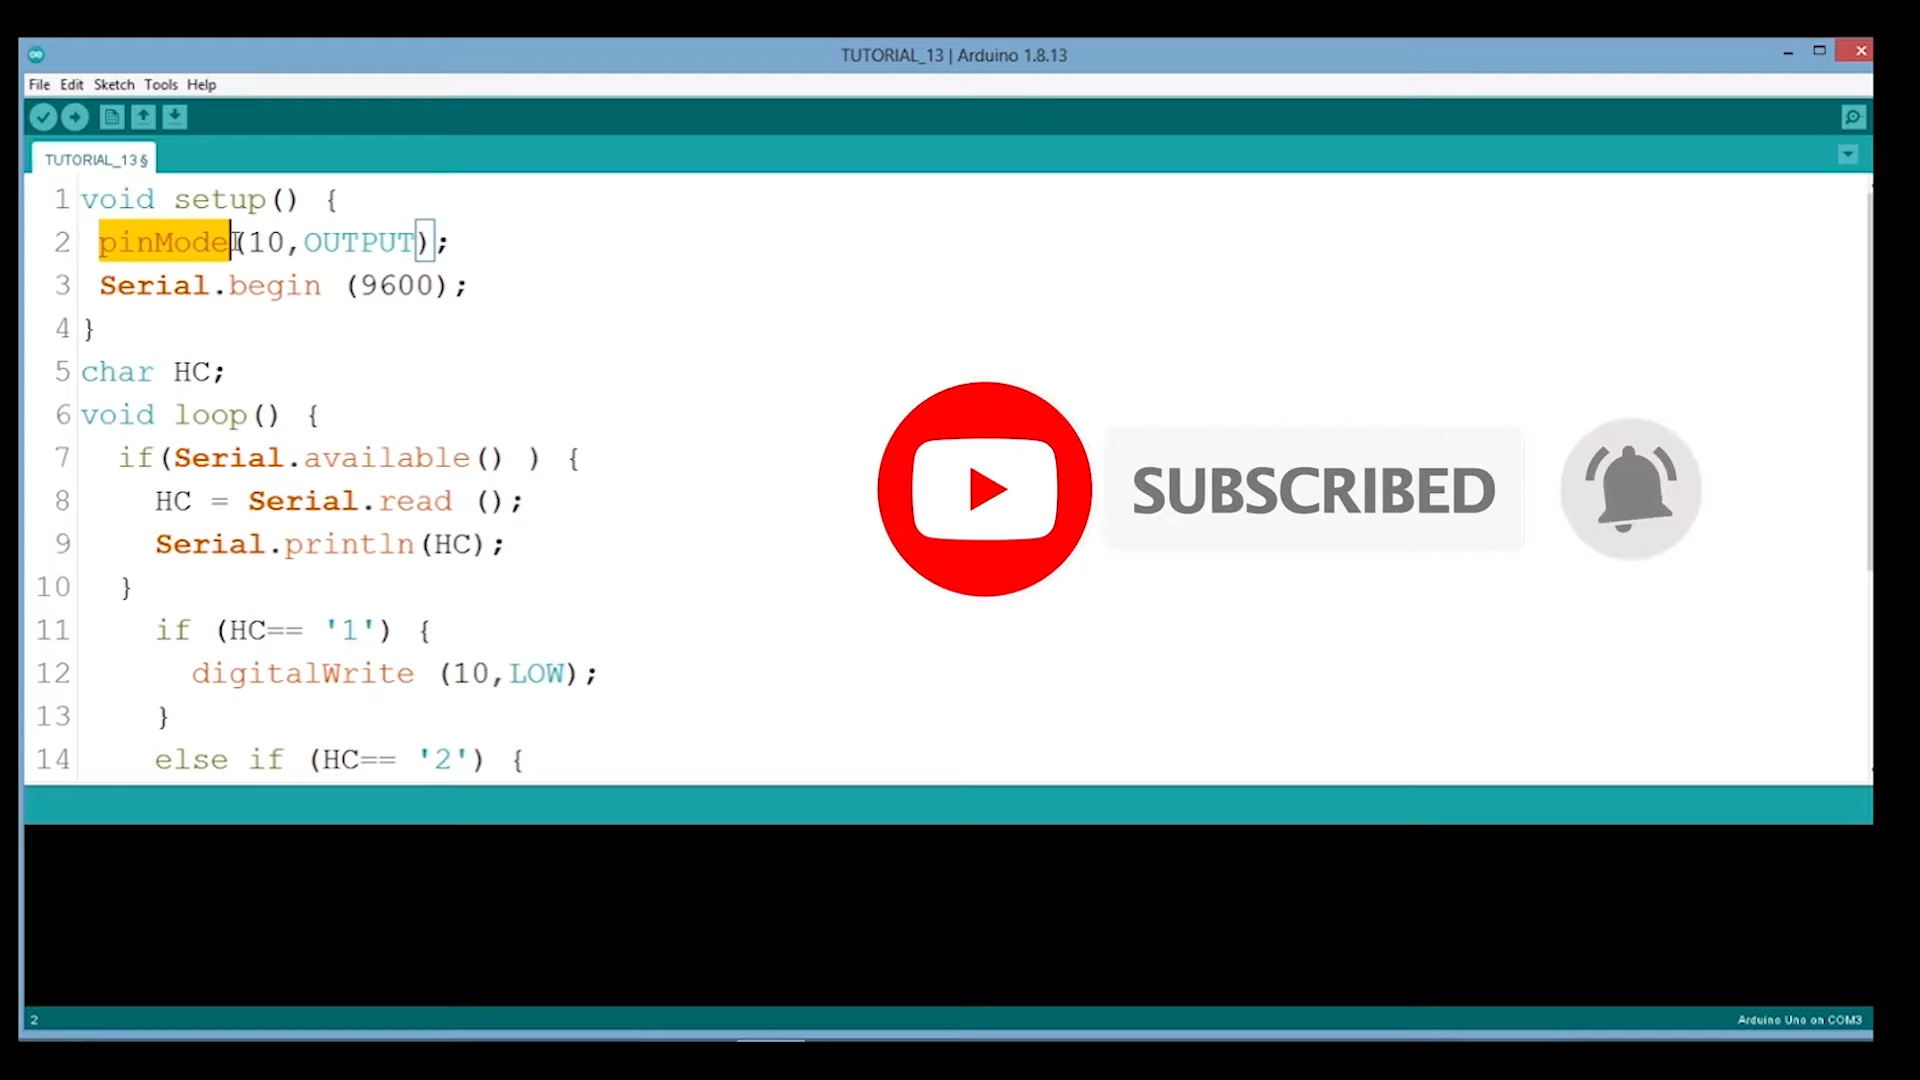 TUTORIAL_13 | Arduino 1.8.13
File Edit Sketch Tools Help
TUTORIAL_13 §
1 void setup() {
2 pinMode(10,OUTPUT);
3 Serial.begin (9600);
4 }
5 char HC;
6 void loop() {
7 if(Serial.available() ) {
8 HC = Serial.read ();
9 Serial.println(HC);
10 }
11 if (HC== '1') {
12 digitalWrite (10,LOW);
13 }
14 else if (HC== '2') {
SUBSCRIBED
2
Arduino Uno on COM3